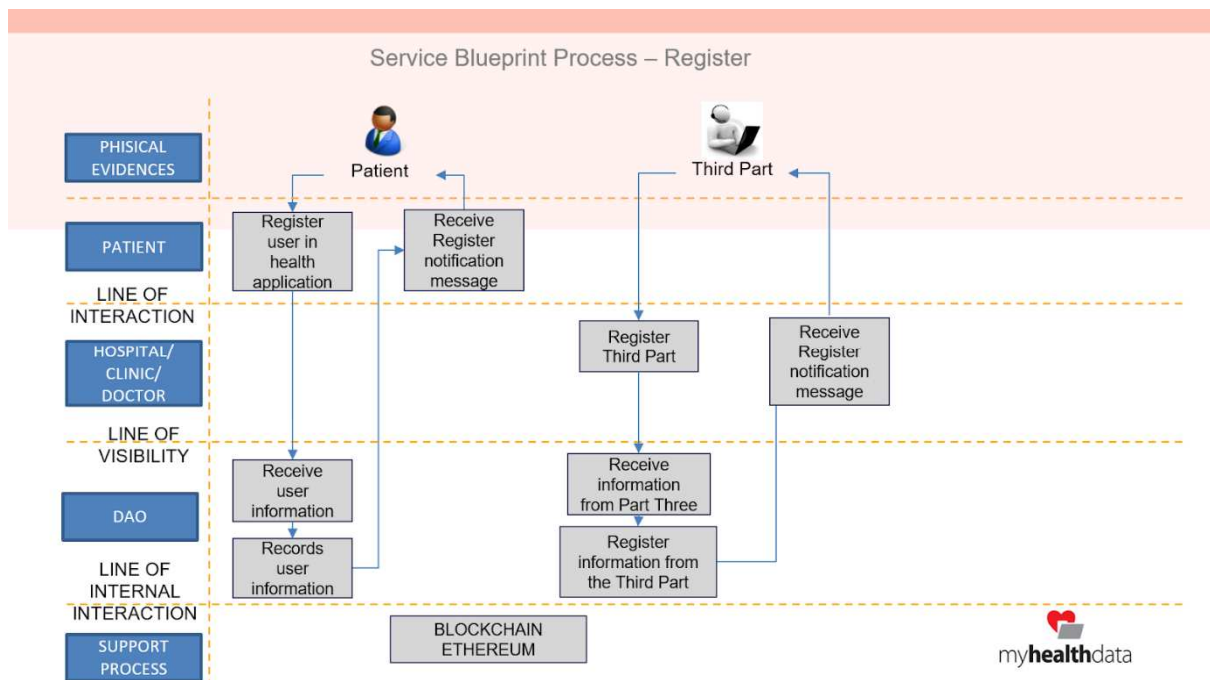 Service Blueprint Process – Register
PHISICAL
EVIDENCES
Patient
Third Part
PATIENT
Register
user in
health
application
Receive
Register
notification
message
LINE OF
INTERACTION
HOSPITAL/
CLINIC/
DOCTOR
Register
Third Part
Receive
Register
notification
message
LINE OF
VISIBILITY
DAO
Receive
user
information
Receive
information
from Part Three
Records
user
information
Register
information from
the Third Part
LINE OF
INTERNAL
INTERACTION
SUPPORT
PROCESS
BLOCKCHAIN
ETHEREUM
myhealthdata